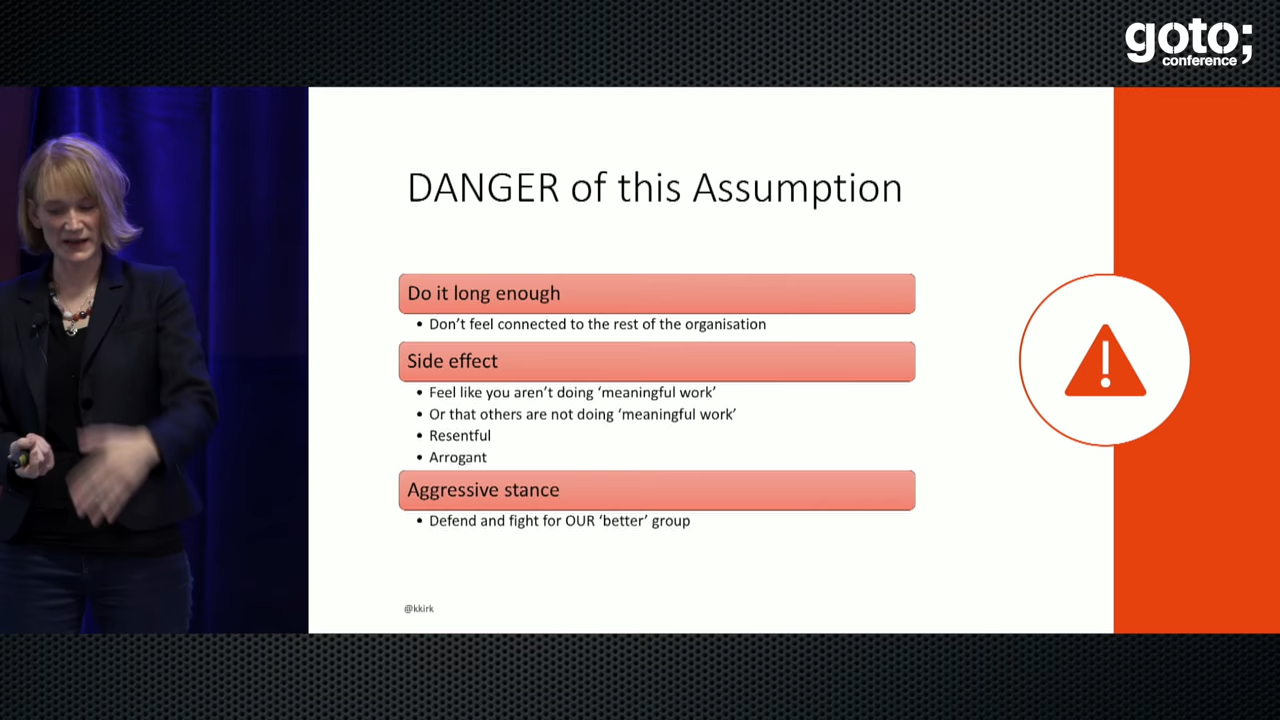 goto;
conference
DANGER of this Assumption
Do it long enough
• Don't feel connected to the rest of the organisation
Side effect
• Feel like you aren't doing ‘meaningful work’
• Or that others are not doing ‘meaningful work’
• Resentful
• Arrogant
Aggressive stance
• Defend and fight for OUR ‘better’ group
@kkirk